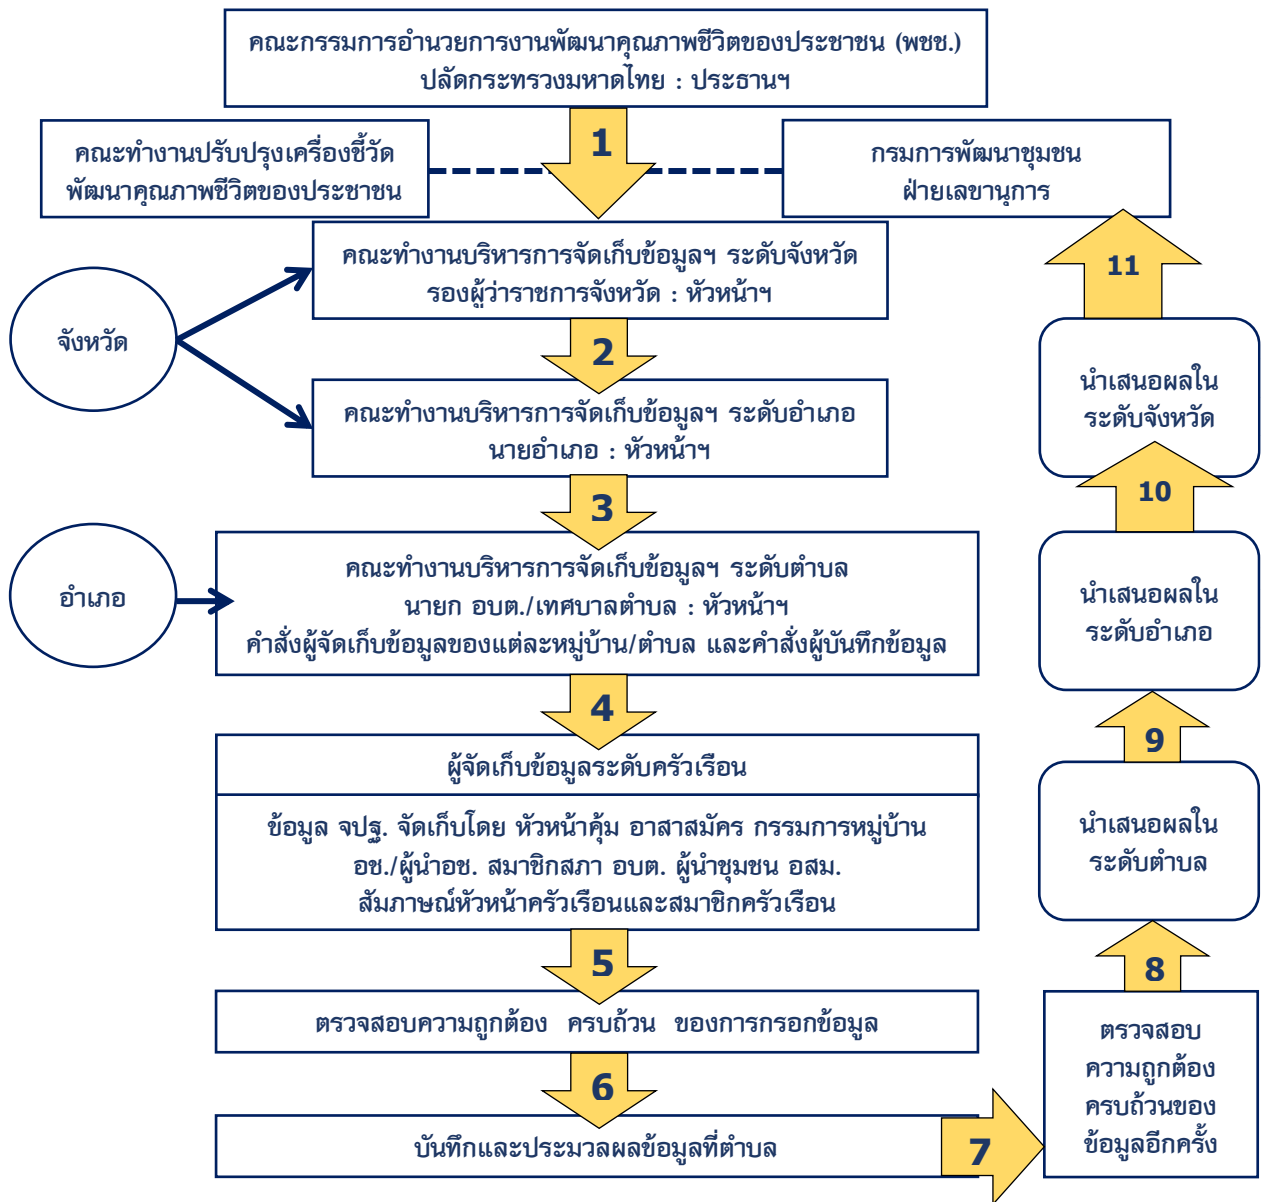 คณะกรรมการอำนวยการงานพัฒนาคุณภาพชีวิตของประชาชน (พชช.)
ปลัดกระทรวงมหาดไทย : ประธานฯ
1
คณะทำงานปรับปรุงเครื่องชี้วัด
พัฒนาคุณภาพชีวิตของประชาชน
กรมการพัฒนาชุมชน
ฝ่ายเลขานุการ
คณะทำงานบริหารการจัดเก็บข้อมูลฯ ระดับจังหวัด
รองผู้ว่าราชการจังหวัด : หัวหน้าฯ
จังหวัด
2
คณะทำงานบริหารการจัดเก็บข้อมูลฯ ระดับอำเภอ
นายอำเภอ : หัวหน้าฯ
3
อำเภอ
คณะทำงานบริหารการจัดเก็บข้อมูลฯ ระดับตำบล
นายก อบต./เทศบาลตำบล : หัวหน้าฯ
คำสั่งผู้จัดเก็บข้อมูลของแต่ละหมู่บ้าน/ตำบล และคำสั่งผู้บันทึกข้อมูล
4
ผู้จัดเก็บข้อมูลระดับครัวเรือน
ข้อมูล จปฐ. จัดเก็บโดย หัวหน้าคุ้ม อาสาสมัคร กรรมการหมู่บ้าน
อช./ผู้นำอช. สมาชิกสภา อบต. ผู้นำชุมชน อสม.
สัมภาษณ์หัวหน้าครัวเรือนและสมาชิกครัวเรือน
5
ตรวจสอบความถูกต้อง ครบถ้วน ของการกรอกข้อมูล
6
บันทึกและประมวลผลข้อมูลที่ตำบล
7
ตรวจสอบ
ความถูกต้อง
ครบถ้วนของ
ข้อมูลอีกครั้ง
8
นำเสนอผลใน
ระดับตำบล
9
นำเสนอผลใน
ระดับอำเภอ
10
นำเสนอผลใน
ระดับจังหวัด
11